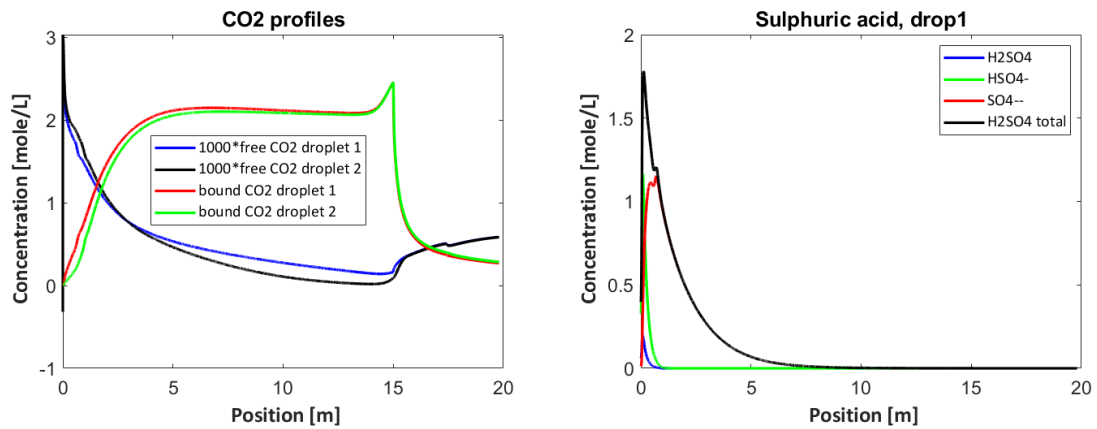 CO2 profiles
Concentration [mole/L]
3
2
1
0
-1
1000*free CO2 droplet 1
1000*free CO2 droplet 2
bound CO2 droplet 1
bound CO2 droplet 2
0 5 10 15 20
Position [m]
Sulphuric acid, drop1
Concentration [mol/L]
2
1.5
1
0.5
0
H2SO4
HSO4-
SO4--
H2SO4 total
0 5 10 15 20
Position [m]